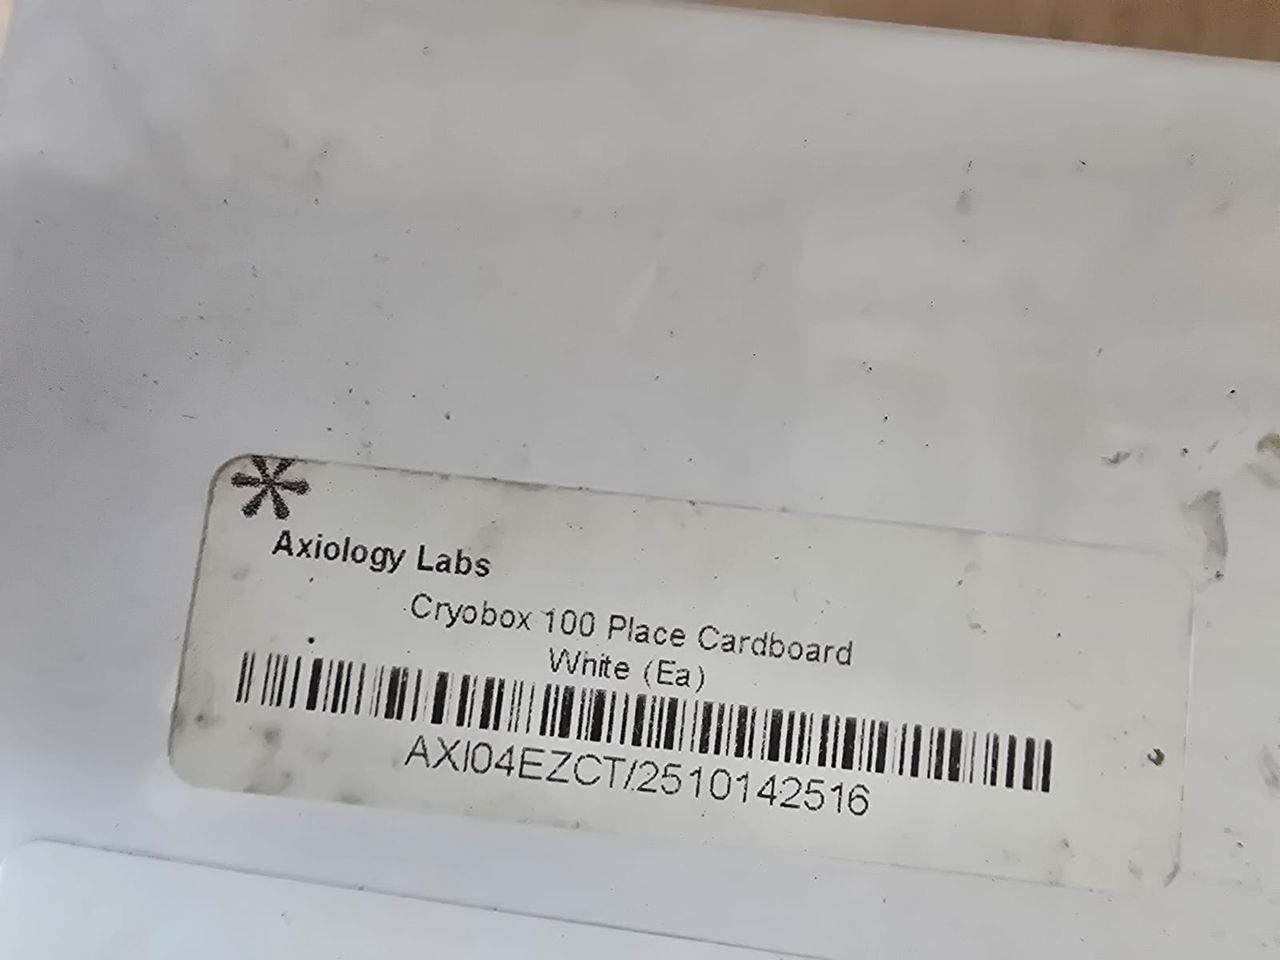 Axiology Labs
Cryobox 100 Place Cardboard
White (Ea)
AXI04EZCT/2510142516